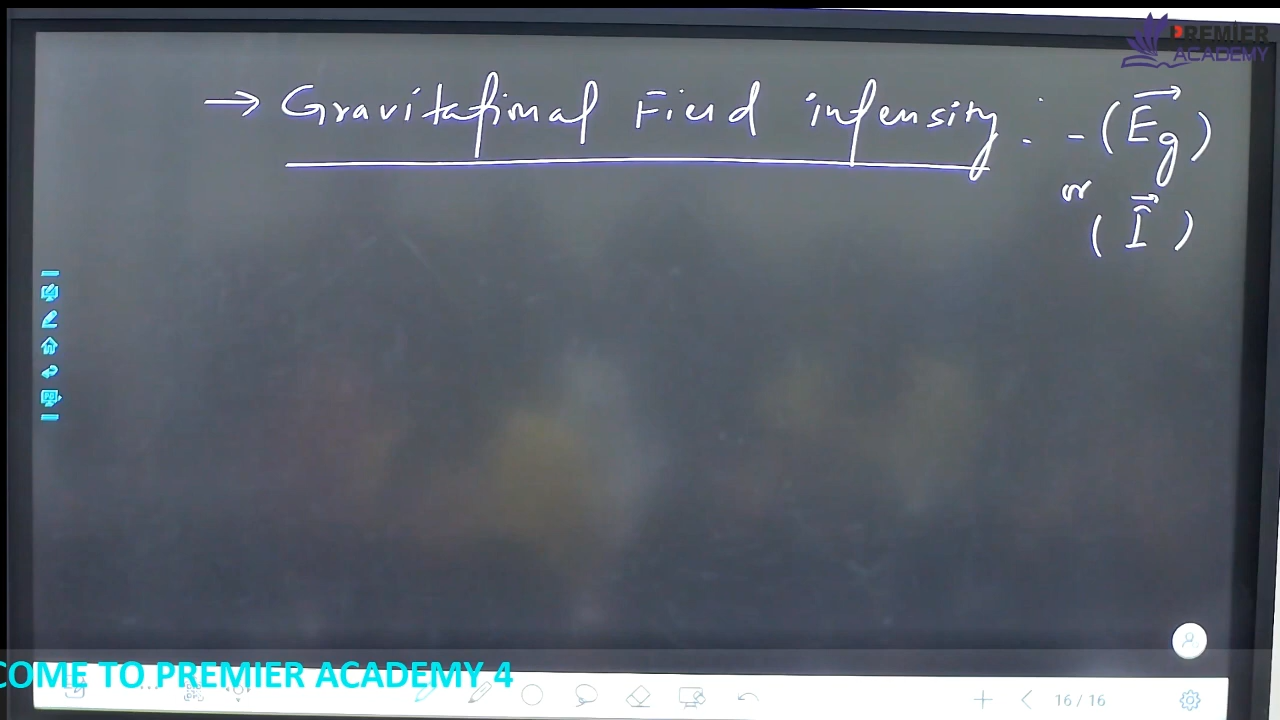 PREMIER
ACADEMY
→ Gravitational Field intensity :- (E⃗g)
or
(I⃗)
COME TO PREMIER ACADEMY 4
16/16